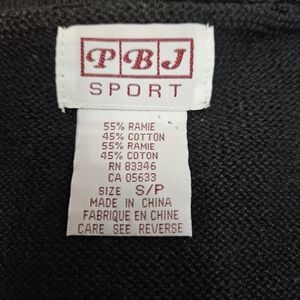 PBJ
SPORT
55% RAMIE
45% COTTON
55% RAMIE
45% COTON
RN 83346
CA 05633
SIZE S/P
MADE IN CHINA
FABRIQUE EN CHINE
CARE SEE REVERSE